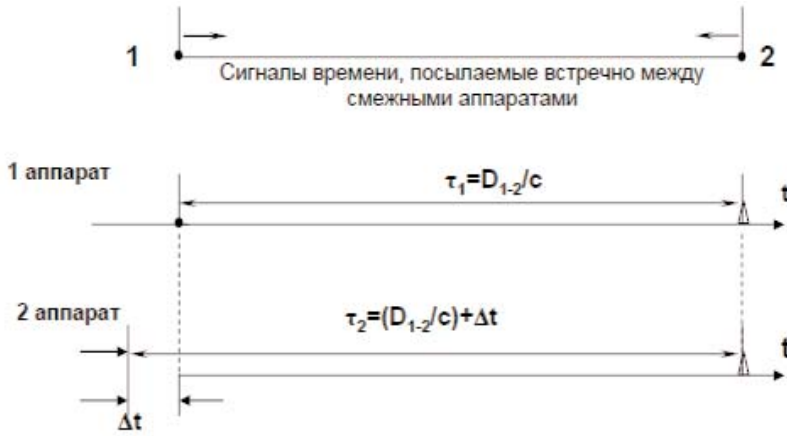 1
2
Сигналы времени, посылаемые встречно между
смежными аппаратами
1 аппарат
τ₁=D₁₋₂/c
t
2 аппарат
τ₂=(D₁₋₂/c)+Δt
t
Δt